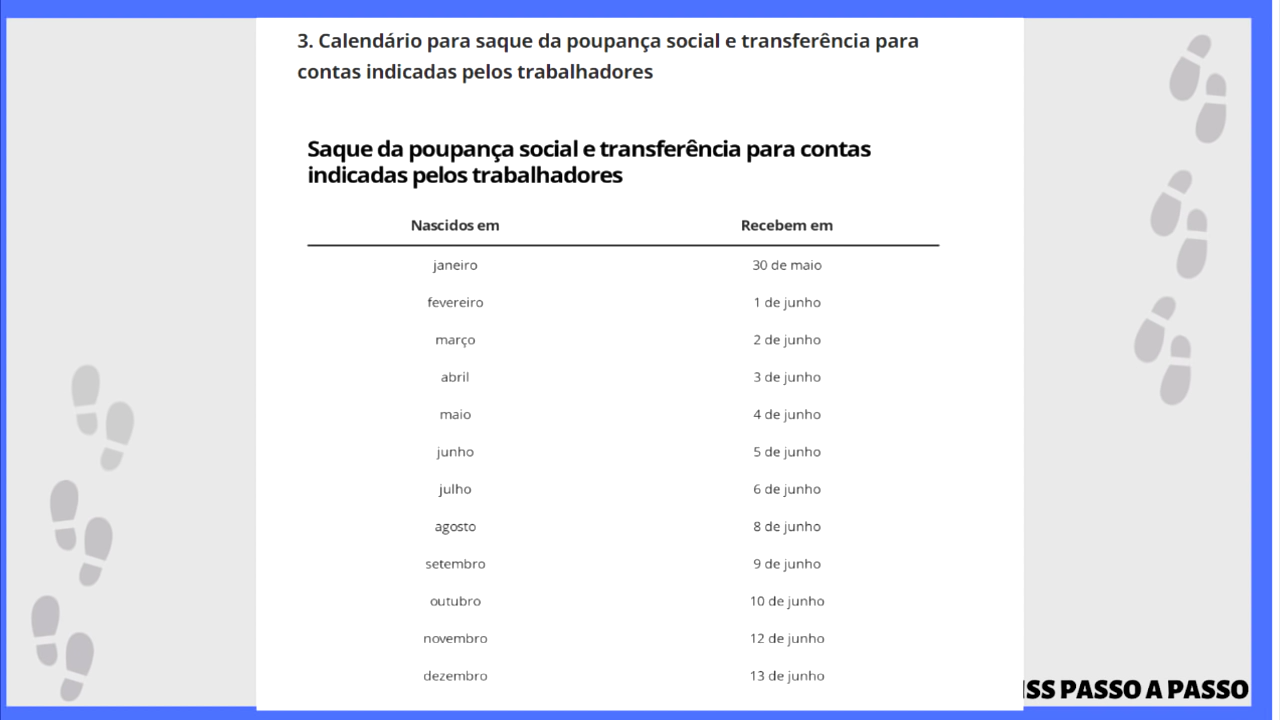 3. Calendário para saque da poupança social e transferência para
contas indicadas pelos trabalhadores
Saque da poupança social e transferência para contas
indicadas pelos trabalhadores
Nascidos em Recebem em
janeiro 30 de maio
fevereiro 1 de junho
março 2 de junho
abril 3 de junho
maio 4 de junho
junho 5 de junho
julho 6 de junho
agosto 8 de junho
setembro 9 de junho
outubro 10 de junho
novembro 12 de junho
dezembro 13 de junho
PASSO A PASSO